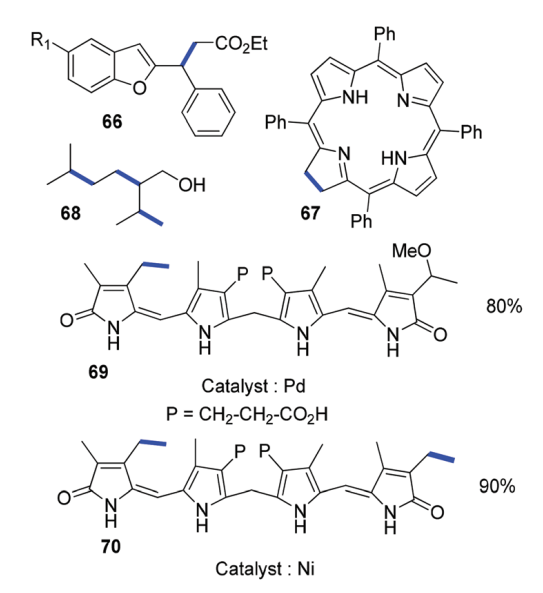 R₁
O
CO₂Et
66
Ph
NH
N
Ph
Ph
N
HN
67
Ph
OH
68
P
P
MeO
O
N
H
N
H
N
H
N
H
O
80%
69
Catalyst : Pd
P = CH₂-CH₂-CO₂H
P
P
O
N
H
N
H
N
H
N
H
O
90%
70
Catalyst : Ni